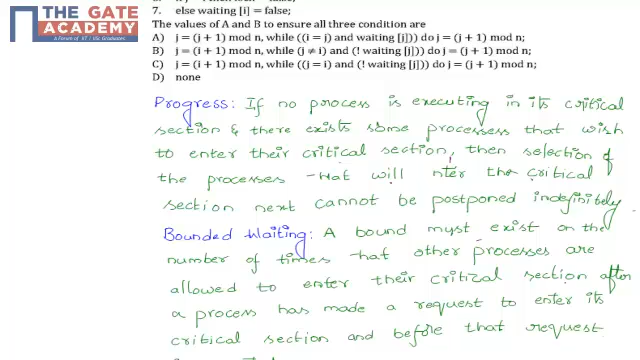 THE GATE
ACADEMY
A Forum of IIT / IISC Graduates
7. else waiting [i] = false;
The values of A and B to ensure all three condition are
A) j = (j + 1) mod n, while ((i = j) and waiting [j]) do j = (j + 1) mod n;
B) j = (i + 1) mod n, while (j ≠ i) and (! waiting [j]) do j = (j + 1) mod n;
C) j = (i + 1) mod n, while ((j = i) and (! waiting [j]) do j = (j + 1) mod n;
D) none
Progress: If no process is executing in its critical
section & there exists some processess that wish
to enter their critical section, then selection of
the processes that will nter the critical
section next cannot be postponed indefinitely.
Bounded Waiting: A bound myst exist on the
number of times that other processes are
allowed to enter their critical section after
a process has made a request to enter its
critical section and before that request